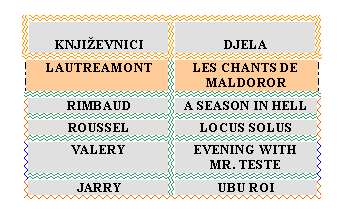 KNJIŽEVNICI DJELA
LAUTREAMONT LES CHANTS DE
MALDOROR
RIMBAUD A SEASON IN HELL
ROUSSEL LOCUS SOLUS
VALERY EVENING WITH
MR. TESTE
JARRY UBU ROI